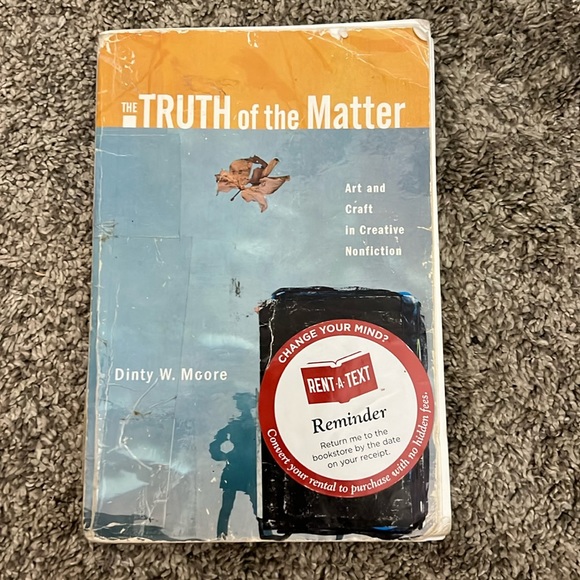 THE TRUTH of the Matter
Art and
Craft
in Creative
Nonfiction
Dinty W. Moore
CHANGE YOUR MIND?
RENT-A-TEXT
Reminder
Return me to the
bookstore by the date
on your receipt.
Convert your rental to purchase with no hidden fees.